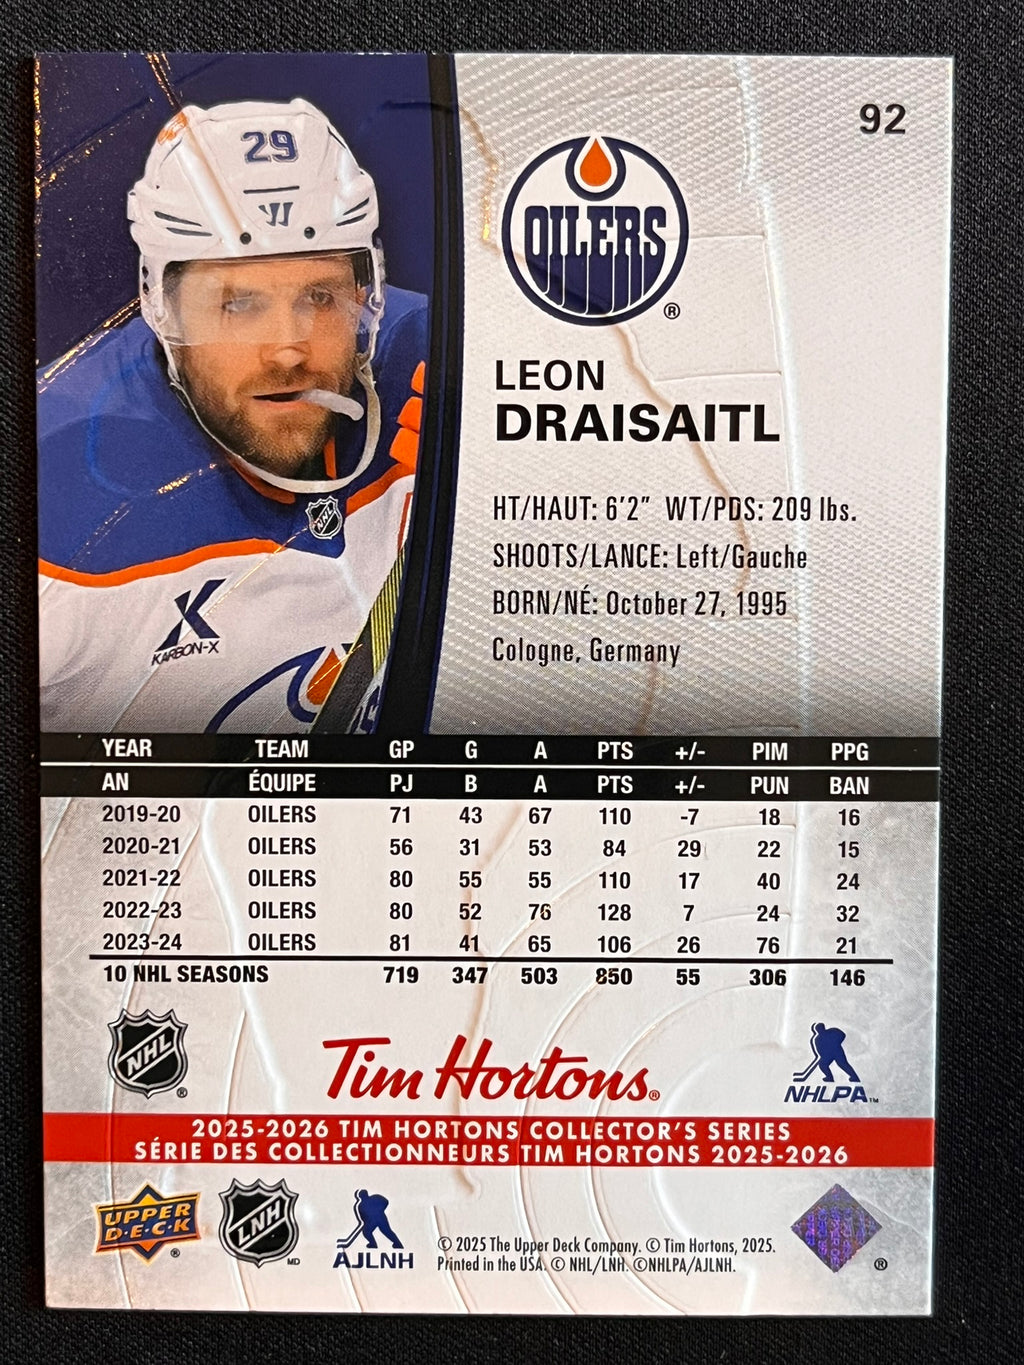 92
29
OILERS
®
LEON
DRAISAITL
HT/HAUT: 6'2" WT/PDS: 209 lbs.
SHOOTS/LANCE: Left/Gauche
BORN/NÉ: October 27, 1995
Cologne, Germany
NHL
KARBON-X
YEAR TEAM GP G A PTS +/- PIM PPG
AN ÉQUIPE PJ B A PTS +/- PUN BAN
2019-20 OILERS 71 43 67 110 -7 18 16
2020-21 OILERS 56 31 53 84 29 22 15
2021-22 OILERS 80 55 55 110 17 40 24
2022-23 OILERS 80 52 76 128 7 24 32
2023-24 OILERS 81 41 65 106 26 76 21
10 NHL SEASONS 719 347 503 850 55 306 146
NHL ®
Tim Hortons®
NHLPA™
2025-2026 TIM HORTONS COLLECTOR'S SERIES
SÉRIE DES COLLECTIONNEURS TIM HORTONS 2025-2026
UPPER
D·E·C·K ®
LNH MD
AJLNH
© 2025 The Upper Deck Company. © Tim Hortons, 2025.
Printed in the USA. © NHL/LNH. ©NHLPA/AJLNH.
®